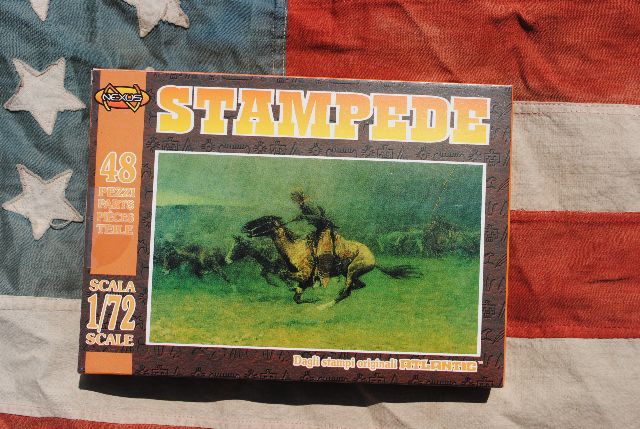 NEXUS
STAMPEDE
48
PEZZI
PARTS
PIÈCES
TEILE
SCALA
1/72
SCALE
Dagli stampi originali ATLANTIC